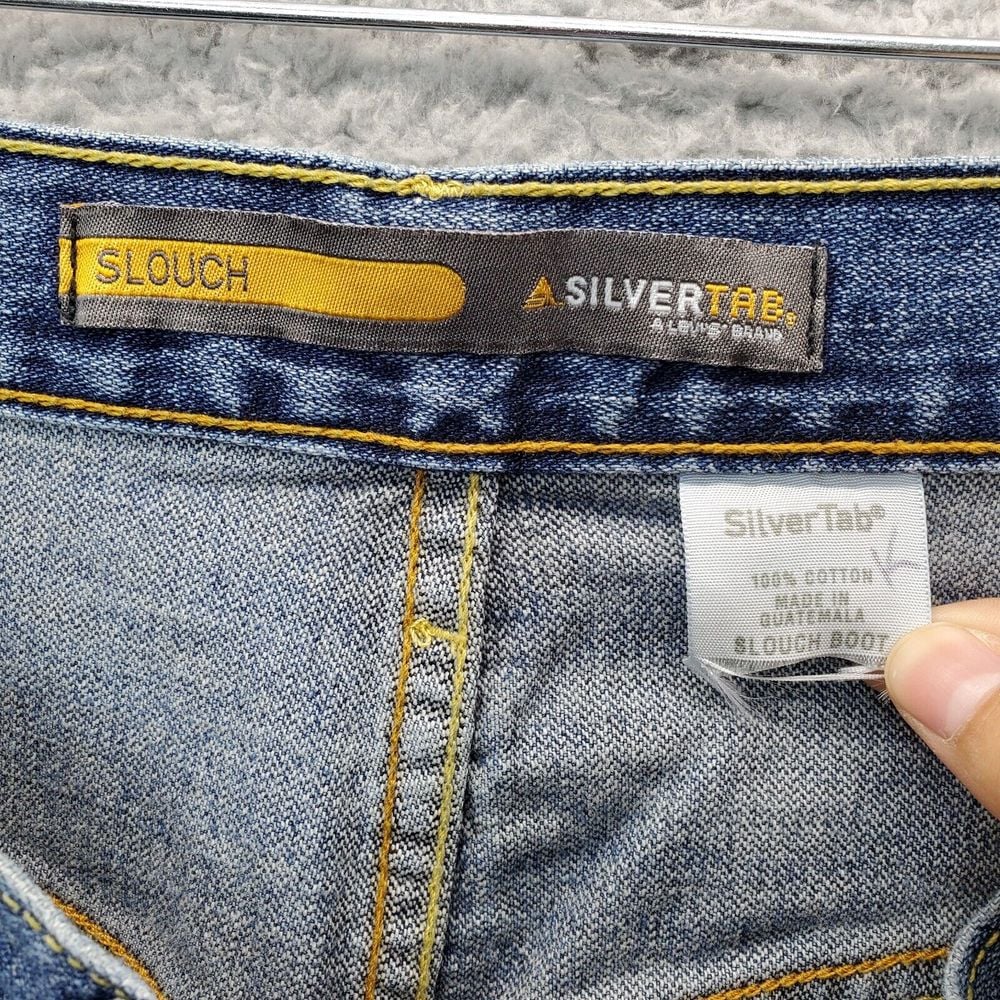 SLOUCH
SILVERTAB®
A LEVI'S® BRAND
SilverTab®
100% COTTON
MADE IN
GUATEMALA
SLOUCH BOOT